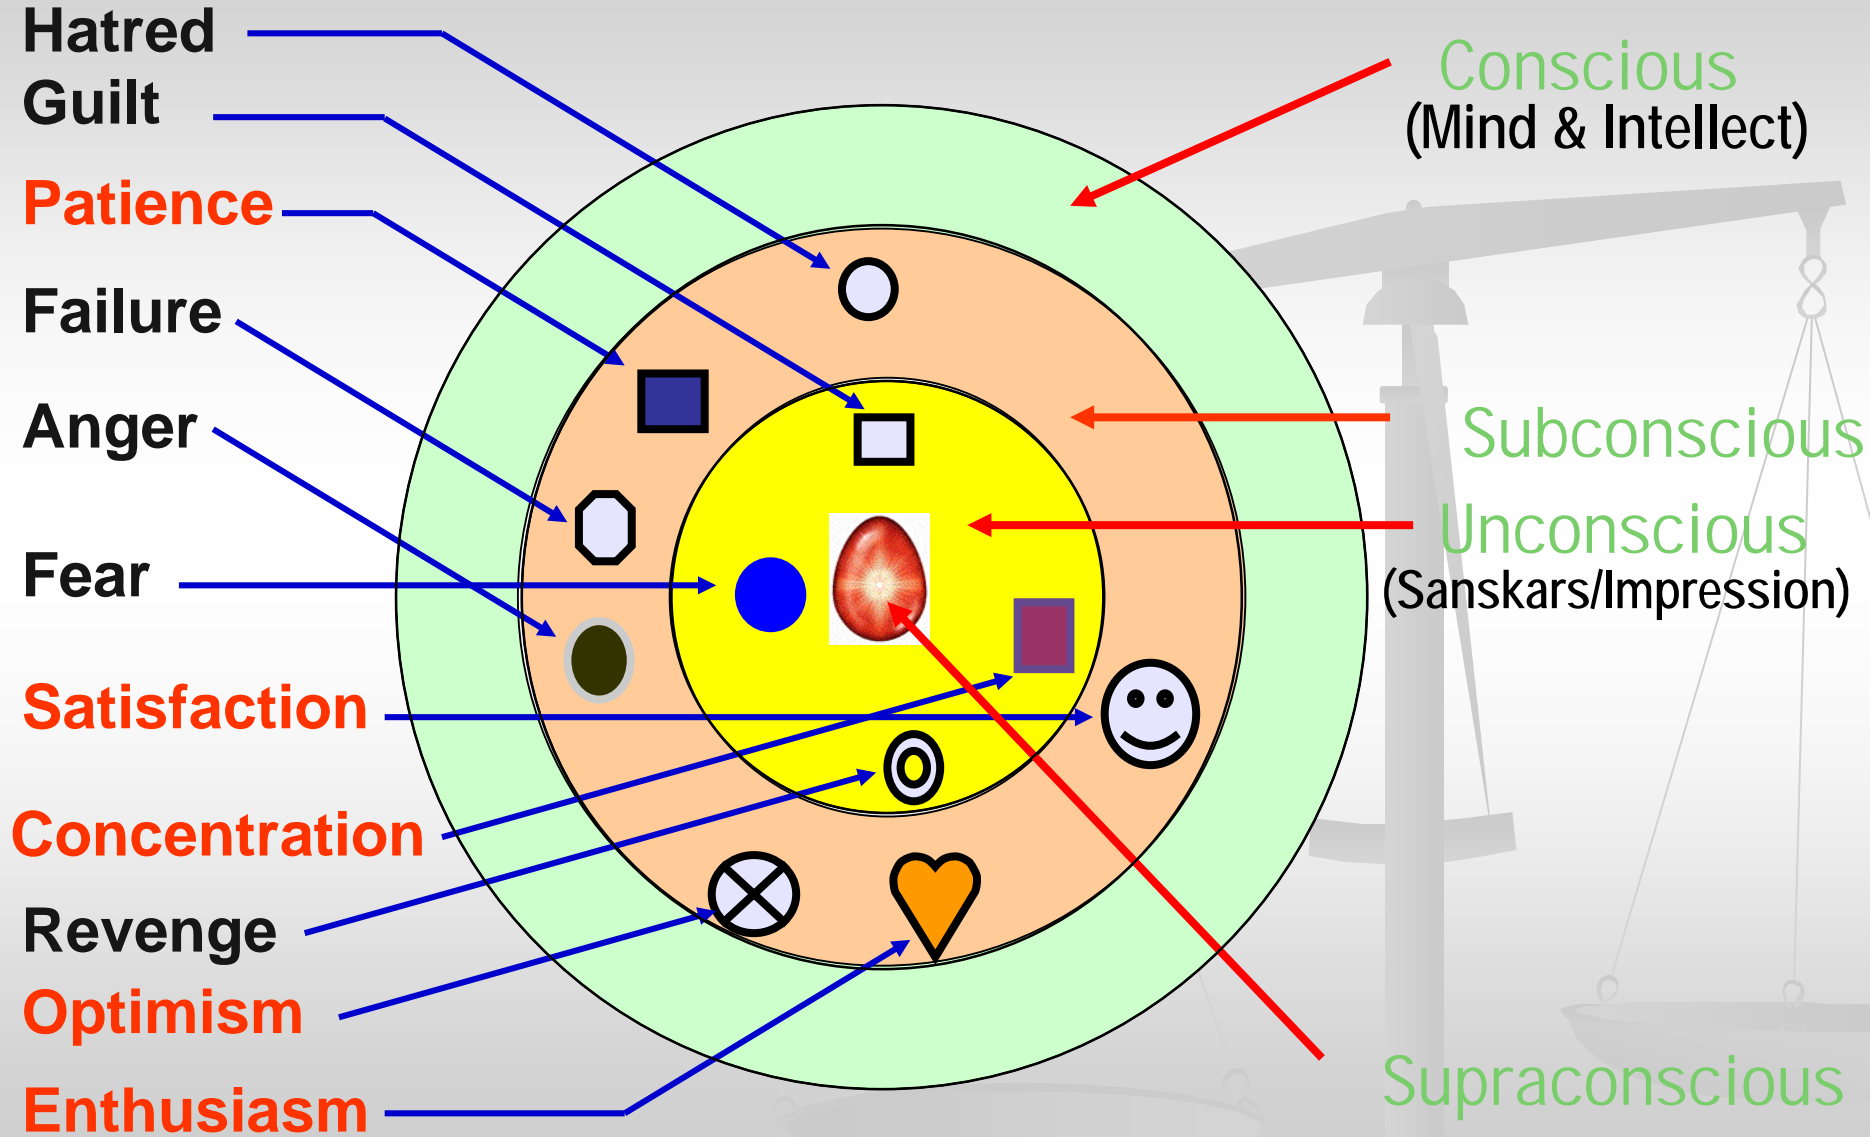 Hatred
Guilt
Patience
Failure
Anger
Fear
Satisfaction
Concentration
Revenge
Optimism
Enthusiasm
Conscious
(Mind & Intellect)
Subconscious
Unconscious
(Sanskars/Impression)
Supraconscious